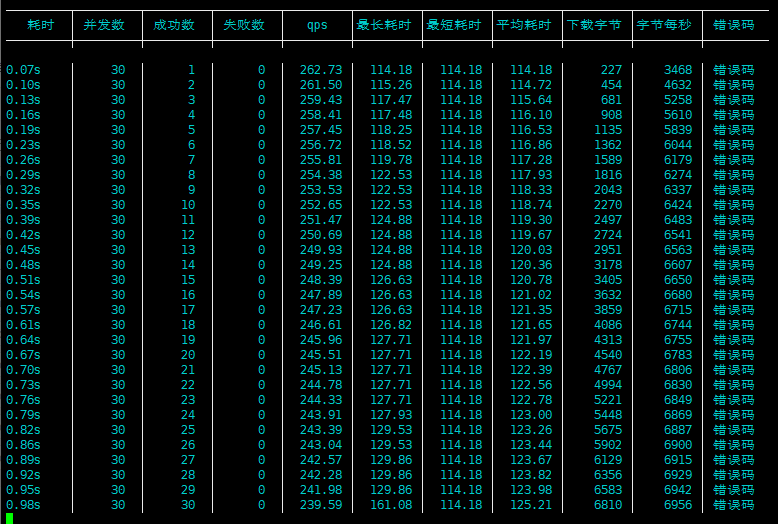 耗时 并发数 成功数 失败数 qps 最长耗时 最短耗时 平均耗时 下载字节 字节每秒 错误码
0.07s 30 1 0 262.73 114.18 114.18 114.18 227 3468 错误码
0.10s 30 2 0 261.50 115.26 114.18 114.72 454 4632 错误码
0.13s 30 3 0 259.43 117.47 114.18 115.64 681 5258 错误码
0.16s 30 4 0 258.41 117.48 114.18 116.10 908 5610 错误码
0.19s 30 5 0 257.45 118.25 114.18 116.53 1135 5839 错误码
0.23s 30 6 0 256.72 118.52 114.18 116.86 1362 6044 错误码
0.26s 30 7 0 255.81 119.78 114.18 117.28 1589 6179 错误码
0.29s 30 8 0 254.38 122.53 114.18 117.93 1816 6274 错误码
0.32s 30 9 0 253.53 122.53 114.18 118.33 2043 6337 错误码
0.35s 30 10 0 252.65 122.53 114.18 118.74 2270 6424 错误码
0.39s 30 11 0 251.47 124.88 114.18 119.30 2497 6483 错误码
0.42s 30 12 0 250.69 124.88 114.18 119.67 2724 6541 错误码
0.45s 30 13 0 249.93 124.88 114.18 120.03 2951 6563 错误码
0.48s 30 14 0 249.25 124.88 114.18 120.36 3178 6607 错误码
0.51s 30 15 0 248.39 126.63 114.18 120.78 3405 6650 错误码
0.54s 30 16 0 247.89 126.63 114.18 121.02 3632 6680 错误码
0.57s 30 17 0 247.23 126.63 114.18 121.35 3859 6715 错误码
0.61s 30 18 0 246.61 126.82 114.18 121.65 4086 6744 错误码
0.64s 30 19 0 245.96 127.71 114.18 121.97 4313 6755 错误码
0.67s 30 20 0 245.51 127.71 114.18 122.19 4540 6783 错误码
0.70s 30 21 0 245.13 127.71 114.18 122.39 4767 6806 错误码
0.73s 30 22 0 244.78 127.71 114.18 122.56 4994 6830 错误码
0.76s 30 23 0 244.33 127.71 114.18 122.78 5221 6849 错误码
0.79s 30 24 0 243.91 127.93 114.18 123.00 5448 6869 错误码
0.82s 30 25 0 243.39 129.53 114.18 123.26 5675 6887 错误码
0.86s 30 26 0 243.04 129.53 114.18 123.44 5902 6900 错误码
0.89s 30 27 0 242.57 129.86 114.18 123.67 6129 6915 错误码
0.92s 30 28 0 242.28 129.86 114.18 123.82 6356 6929 错误码
0.95s 30 29 0 241.98 129.86 114.18 123.98 6583 6942 错误码
0.98s 30 30 0 239.59 161.08 114.18 125.21 6810 6956 错误码